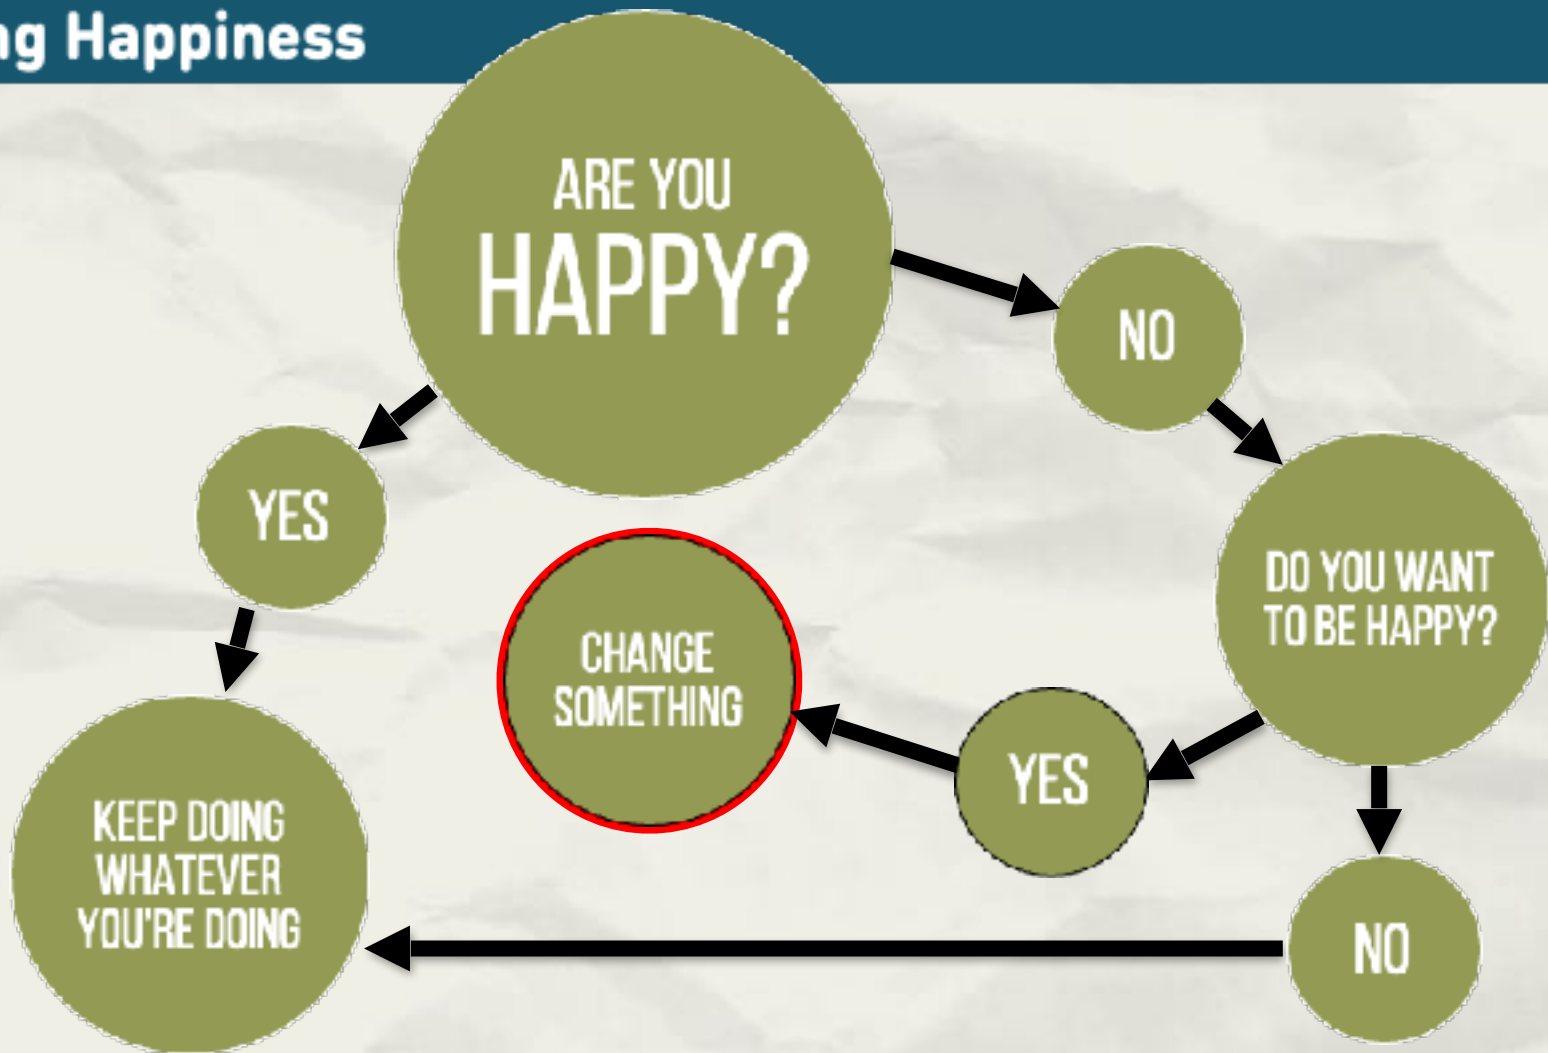 ng Happiness
ARE YOU
HAPPY?
NO
YES
DO YOU WANT
TO BE HAPPY?
CHANGE
SOMETHING
YES
KEEP DOING
WHATEVER
YOU'RE DOING
NO